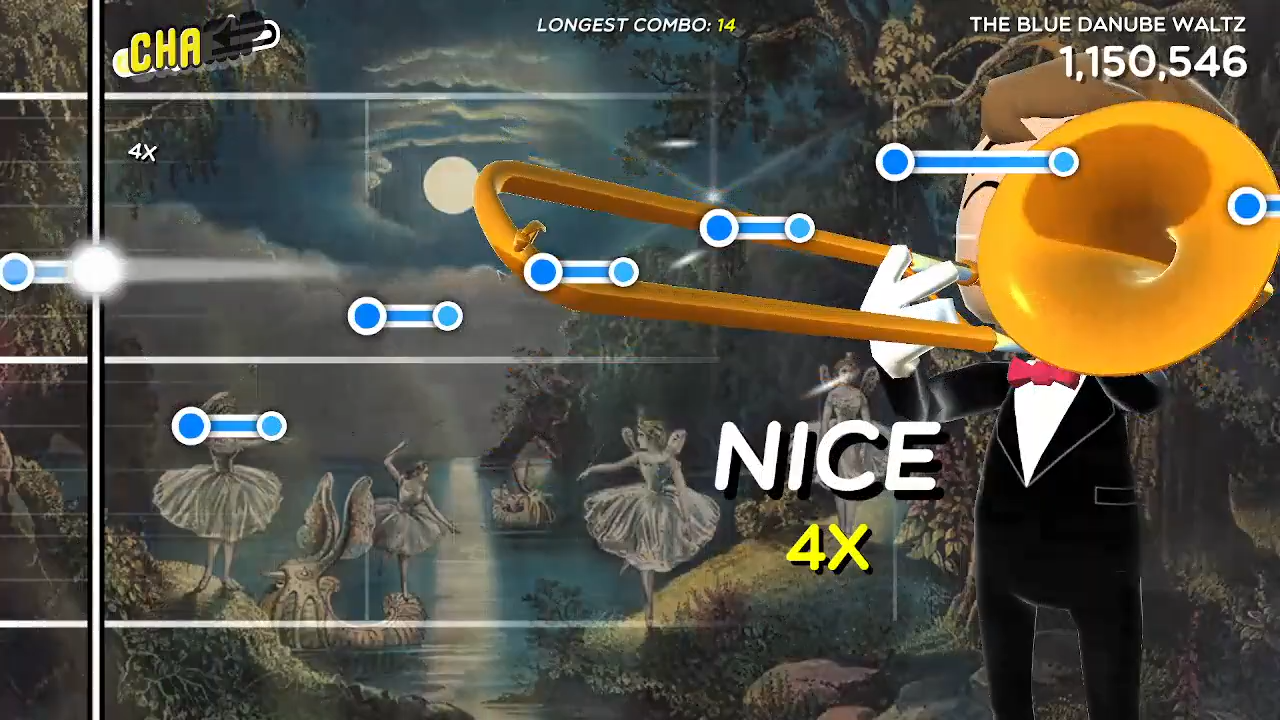 CHA
LONGEST COMBO: 14
THE BLUE DANUBE WALTZ
1,150,546
4X
NICE
4X